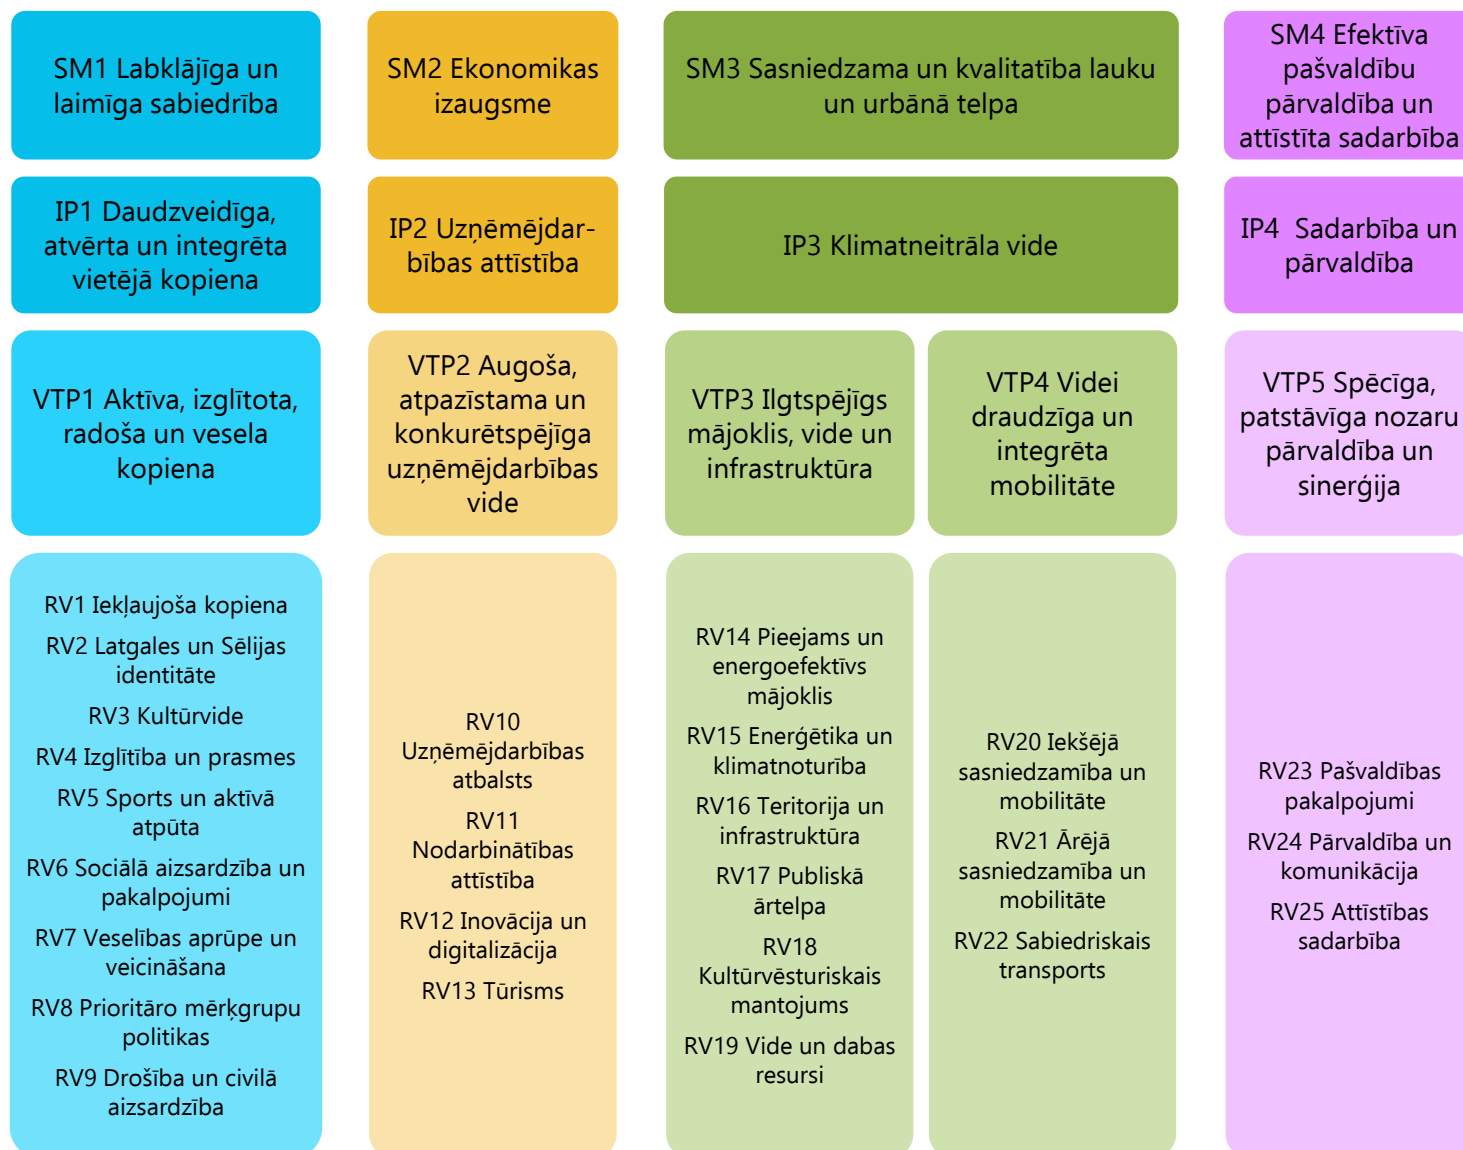 SM1 Labklājīga un
laimīga sabiedrība
SM2 Ekonomikas
izaugsme
SM3 Sasniedzama un kvalitatība lauku
un urbānā telpa
SM4 Efektīva
pašvaldību
pārvaldība un
attīstīta sadarbība
IP1 Daudzveidīga,
atvērta un integrēta
vietējā kopiena
IP2 Uzņēmējdar-
bības attīstība
IP3 Klimatneitrāla vide
IP4 Sadarbība un
pārvaldība
VTP1 Aktīva, izglītota,
radoša un vesela
kopiena
VTP2 Augoša,
atpazīstama un
konkurētspējīga
uzņēmējdarbības
vide
VTP3 Ilgtspējīgs
mājoklis, vide un
infrastruktūra
VTP4 Videi
draudzīga un
integrēta
mobilitāte
VTP5 Spēcīga,
patstāvīga nozaru
pārvaldība un
sinerģija
RV1 Iekļaujoša kopiena
RV2 Latgales un Sēlijas
identitāte
RV3 Kultūrvide
RV4 Izglītība un prasmes
RV5 Sports un aktīvā
atpūta
RV6 Sociālā aizsardzība un
pakalpojumi
RV7 Veselības aprūpe un
veicināšana
RV8 Prioritāro mērķgrupu
politikas
RV9 Drošība un civilā
aizsardzība
RV10
Uzņēmējdarbības
atbalsts
RV11
Nodarbinātības
attīstība
RV12 Inovācija un
digitalizācija
RV13 Tūrisms
RV14 Pieejams un
energoefektīvs
mājoklis
RV15 Enerģētika un
klimatnoturība
RV16 Teritorija un
infrastruktūra
RV17 Publiskā
ārtelpa
RV18
Kultūrvēsturiskais
mantojums
RV19 Vide un dabas
resursi
RV20 Iekšējā
sasniedzamība un
mobilitāte
RV21 Ārējā
sasniedzamība un
mobilitāte
RV22 Sabiedriskais
transports
RV23 Pašvaldības
pakalpojumi
RV24 Pārvaldība un
komunikācija
RV25 Attīstības
sadarbība